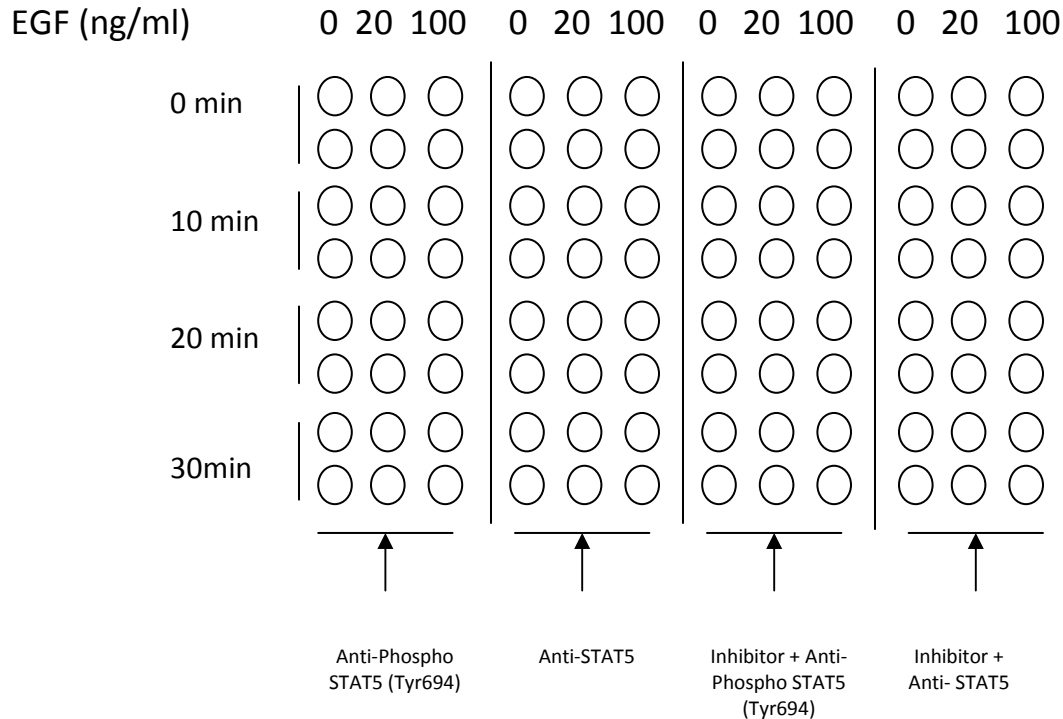 EGF (ng/ml) 0 20 100 0 20 100 0 20 100 0 20 100
0 min
10 min
20 min
30min
Anti-Phospho
STAT5 (Tyr694)
Anti-STAT5
Inhibitor + Anti-
Phospho STAT5
(Tyr694)
Inhibitor +
Anti- STAT5